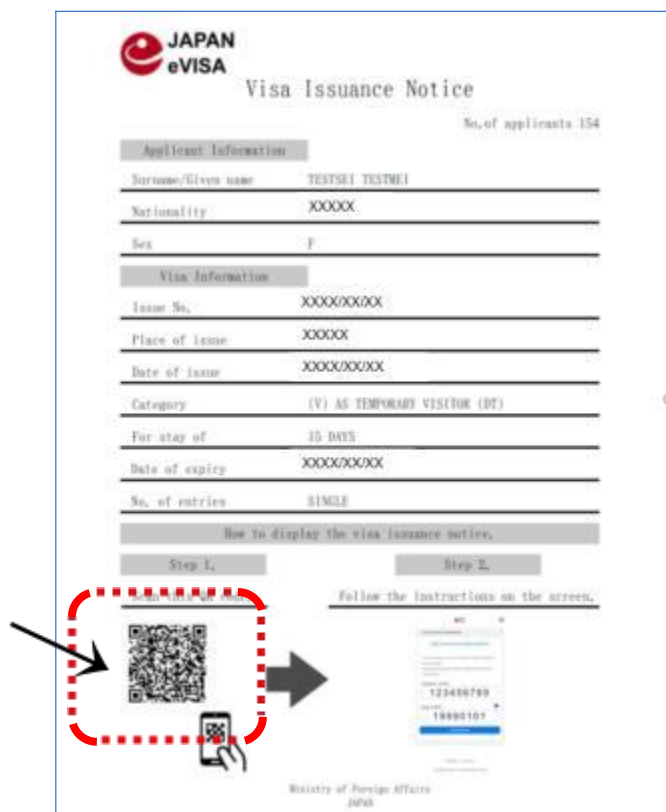 JAPAN
eVISA
Visa Issuance Notice
No. of applicants 154
Applicant Information
Surname/Given name TESTSEI TESTMEI
Nationality XXXXX
Sex F
Visa Information
Issue No. XXXX/XX/XX
Place of issue XXXXX
Date of issue XXXX/XX/XX
Category (V) AS TEMPORARY VISITOR (DT)
For stay of 15 DAYS
Date of expiry XXXX/XX/XX
No. of entries SINGLE
How to display the visa issuance notice.
Step 1. Step 2.
Scan this QR code. Follow the instructions on the screen.
123456789
19990101
Ministry of Foreign Affairs
JAPAN